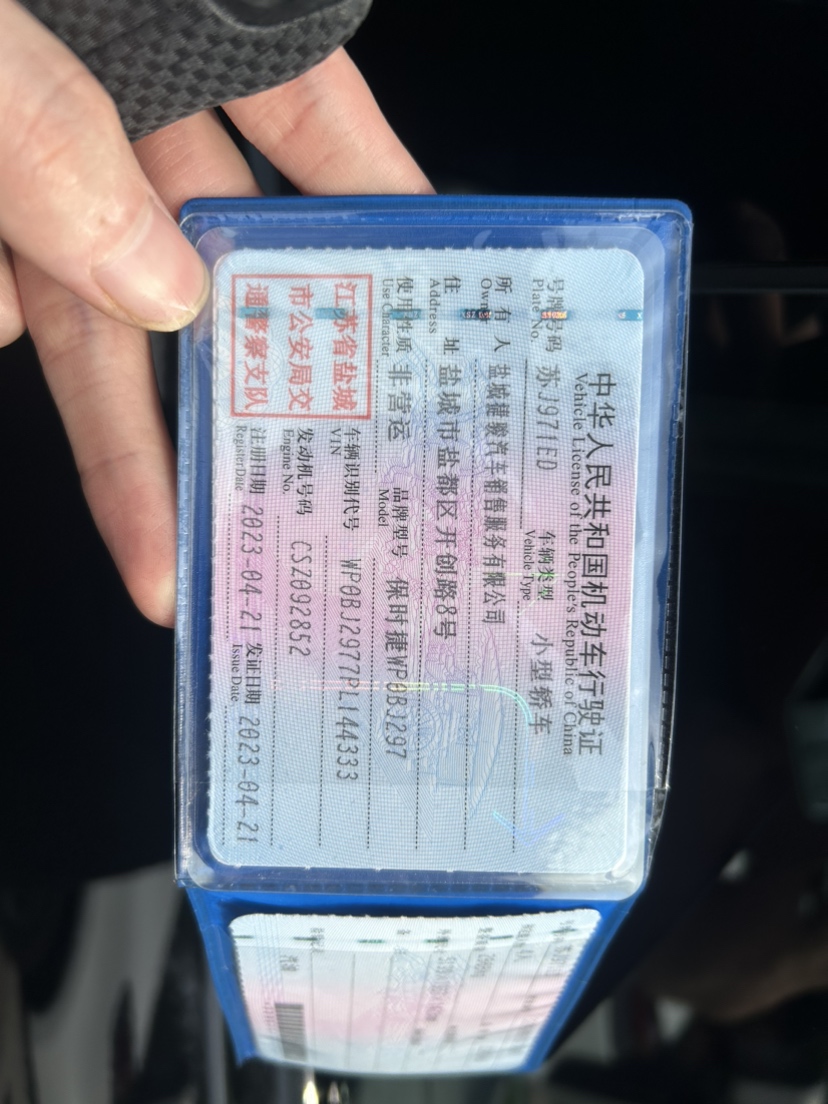 中华人民共和国机动车行驶证
Vehicle License of the People's Republic of China
号牌号码 苏J971ED 车辆类型 小型轿车
Plate No. Vehicle Type
所有人 盐城 汽车销售服务有限公司
Owner
住址 盐城市盐都区开创路8号
Address
使用性质 非营运 品牌型号 保时捷WP0BJ297
Use Character Model
江苏省盐城
市公安局交
通警察支队
车辆识别代号 WP0BJ2977PL144333
VIN
发动机号码 CSZ092852
Engine No.
注册日期 2023-04-21 发证日期 2023-04-21
Register Date Issue Date